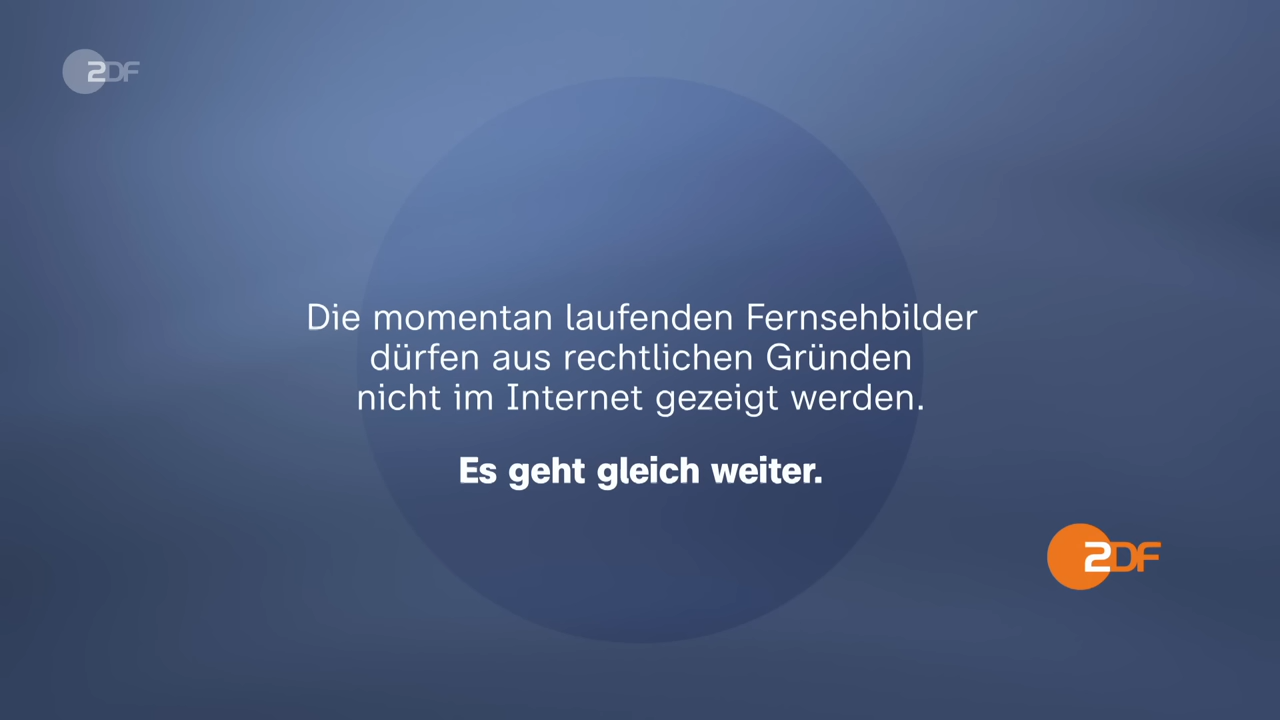 ZDF
Die momentan laufenden Fernsehbilder
dürfen aus rechtlichen Gründen
nicht im Internet gezeigt werden.
Es geht gleich weiter.
ZDF